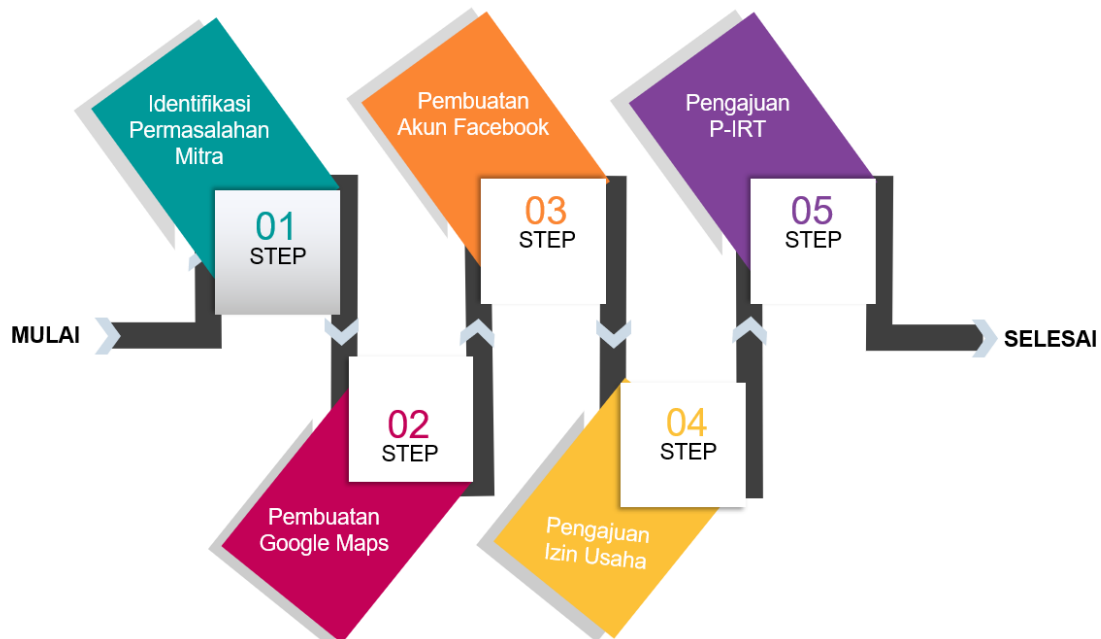 MULAI
Identifikasi
Permasalahan
Mitra
01
STEP
02
STEP
Pembuatan
Google Maps
Pembuatan
Akun Facebook
03
STEP
04
STEP
Pengajuan
Izin Usaha
Pengajuan
P-IRT
05
STEP
SELESAI